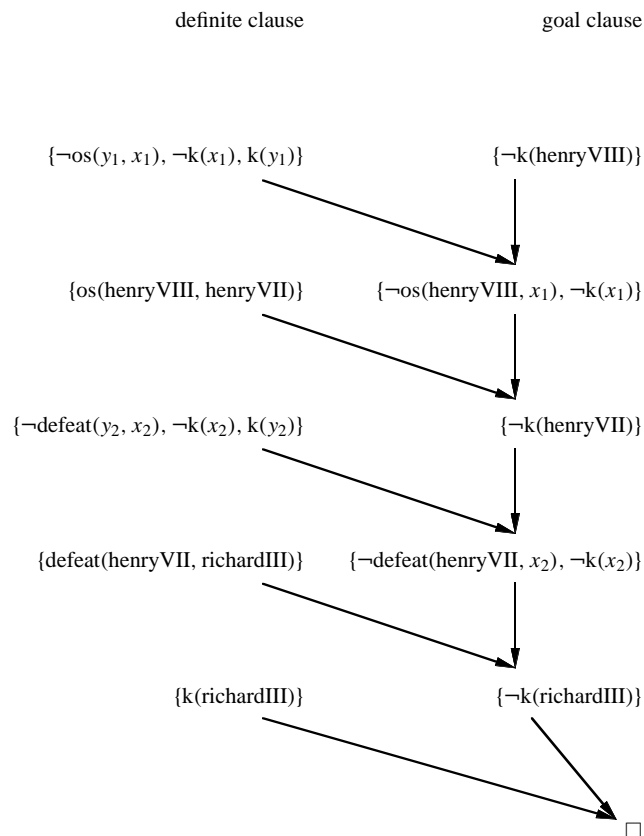 definite clause goal clause
{¬os(y₁, x₁), ¬k(x₁), k(y₁)} {¬k(henryVIII)}
{os(henryVIII, henryVII)} {¬os(henryVIII, x₁), ¬k(x₁)}
{¬defeat(y₂, x₂), ¬k(x₂), k(y₂)} {¬k(henryVII)}
{defeat(henryVII, richardIII)} {¬defeat(henryVII, x₂), ¬k(x₂)}
{k(richardIII)} {¬k(richardIII)}
□